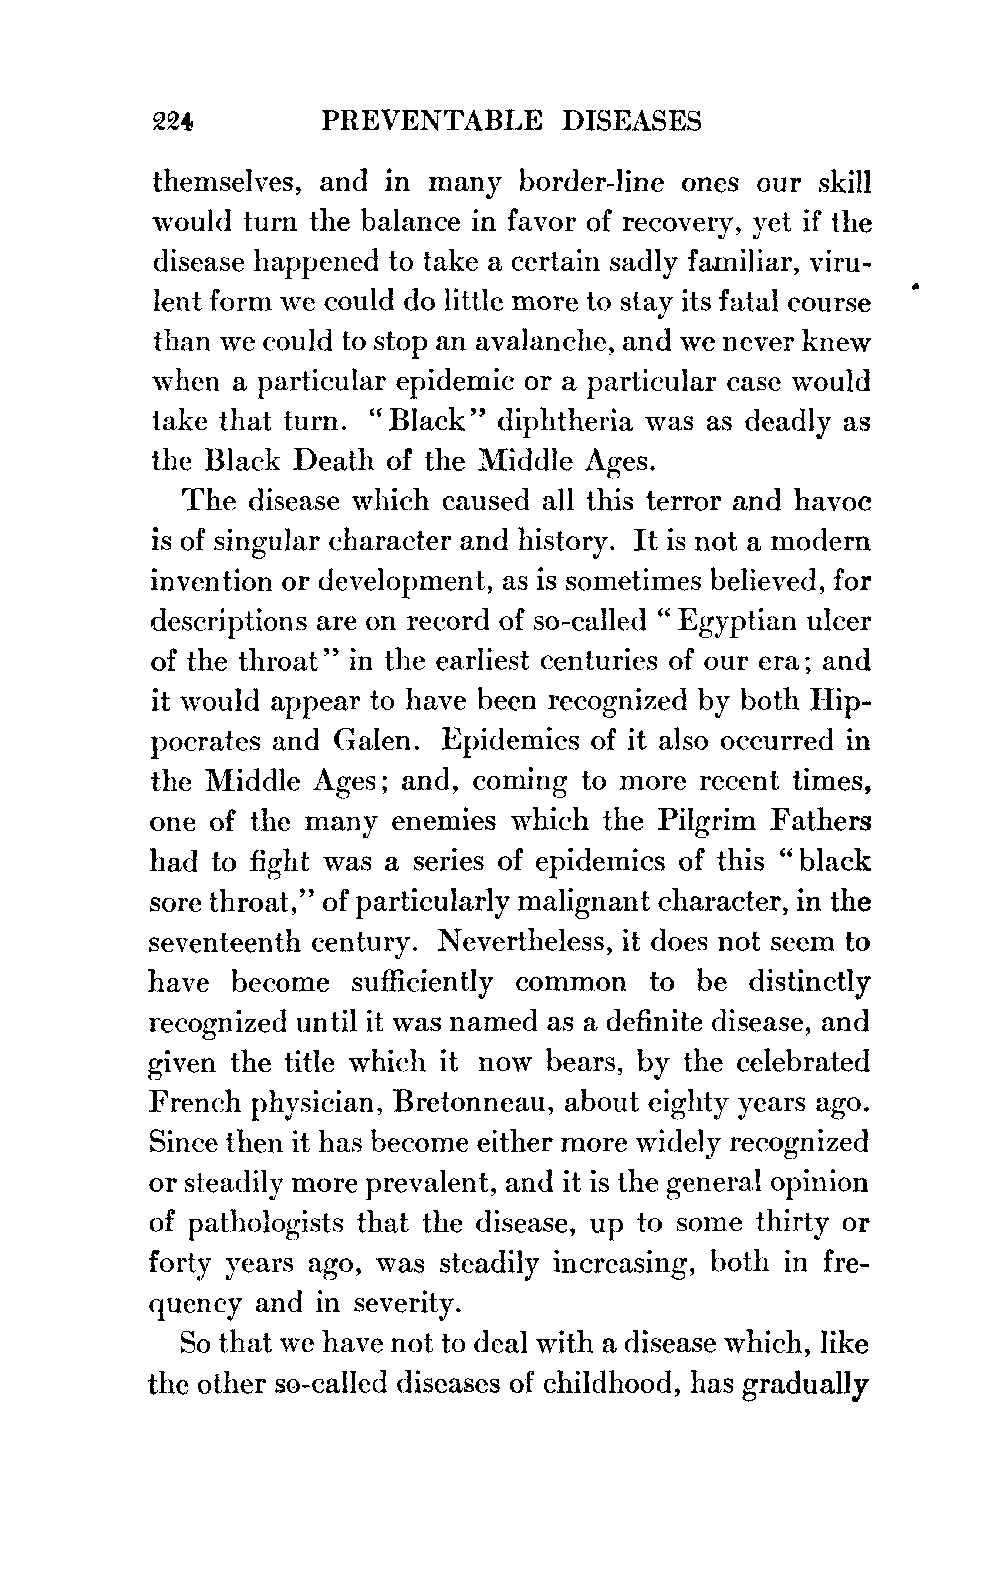 224 PREVENTABLE DISEASES
themselves, and in many border-line ones our skill
would turn the balance in favor of recovery, yet if the
disease happened to take a certain sadly familiar, viru-
lent form we could do little more to stay its fatal course
than we could to stop an avalanche, and we never knew
when a particular epidemic or a particular case would
take that turn. "Black" diphtheria was as deadly as
the Black Death of the Middle Ages.
The disease which caused all this terror and havoc
is of singular character and history. It is not a modern
invention or development, as is sometimes believed, for
descriptions are on record of so-called "Egyptian ulcer
of the throat" in the earliest centuries of our era; and
it would appear to have been recognized by both Hip-
pocrates and Galen. Epidemics of it also occurred in
the Middle Ages; and, coming to more recent times,
one of the many enemies which the Pilgrim Fathers
had to fight was a series of epidemics of this "black
sore throat," of particularly malignant character, in the
seventeenth century. Nevertheless, it does not seem to
have become sufficiently common to be distinctly
recognized until it was named as a definite disease, and
given the title which it now bears, by the celebrated
French physician, Bretonneau, about eighty years ago.
Since then it has become either more widely recognized
or steadily more prevalent, and it is the general opinion
of pathologists that the disease, up to some thirty or
forty years ago, was steadily increasing, both in fre-
quency and in severity.
So that we have not to deal with a disease which, like
the other so-called diseases of childhood, has gradually